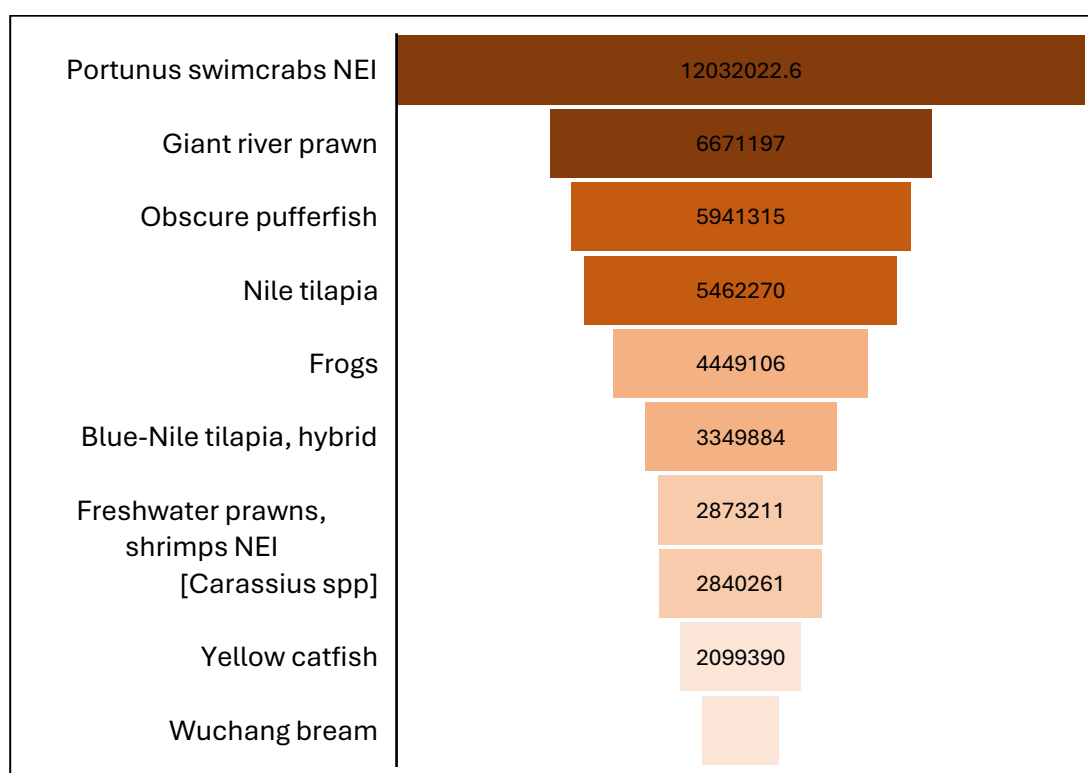 Portunus swimcrabs NEI 12032022.6
Giant river prawn 6671197
Obscure pufferfish 5941315
Nile tilapia 5462270
Frogs 4449106
Blue-Nile tilapia, hybrid 3349884
Freshwater prawns, 2873211
shrimps NEI
[Carassius spp] 2840261
Yellow catfish 2099390
Wuchang bream